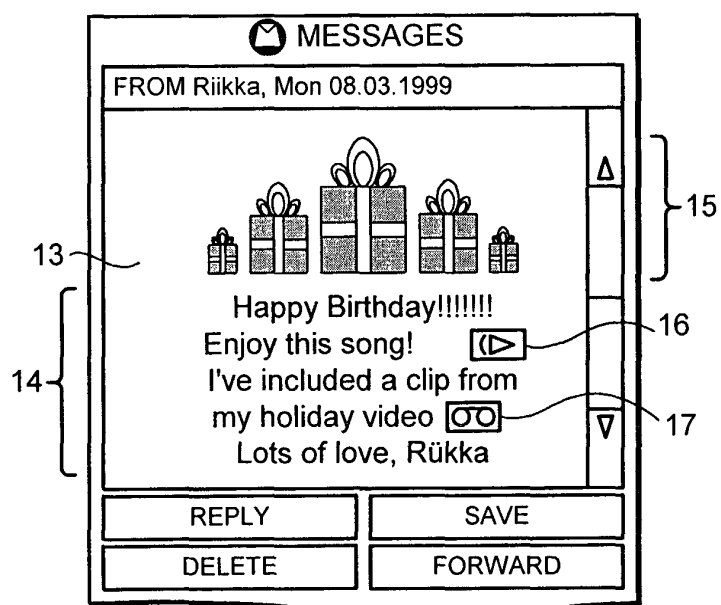 MESSAGES
FROM Riikka, Mon 08.03.1999
15
13
Happy Birthday!!!!!!!
16
Enjoy this song!
14
I've included a clip from
my holiday video
17
Lots of love, Rükka
REPLY
SAVE
DELETE
FORWARD